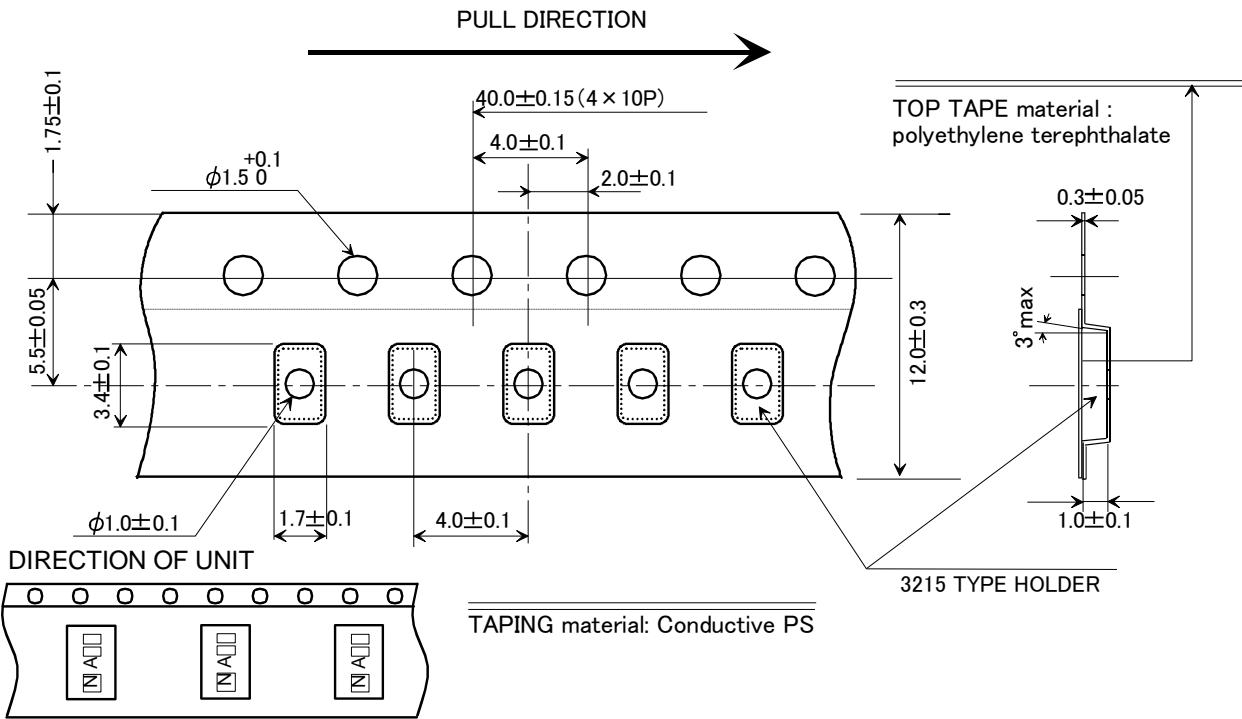 PULL DIRECTION
1.75±0.1
40.0±0.15(4×10P)
TOP TAPE material :
polyethylene terephthalate
4.0±0.1
+0.1
φ1.5 0
2.0±0.1
0.3±0.05
5.5±0.05
3.4±0.1
12.0±0.3
3°max
φ1.0±0.1
1.7±0.1
4.0±0.1
1.0±0.1
DIRECTION OF UNIT
3215 TYPE HOLDER
TAPING material: Conductive PS
N A□□
N A□□
N A□□